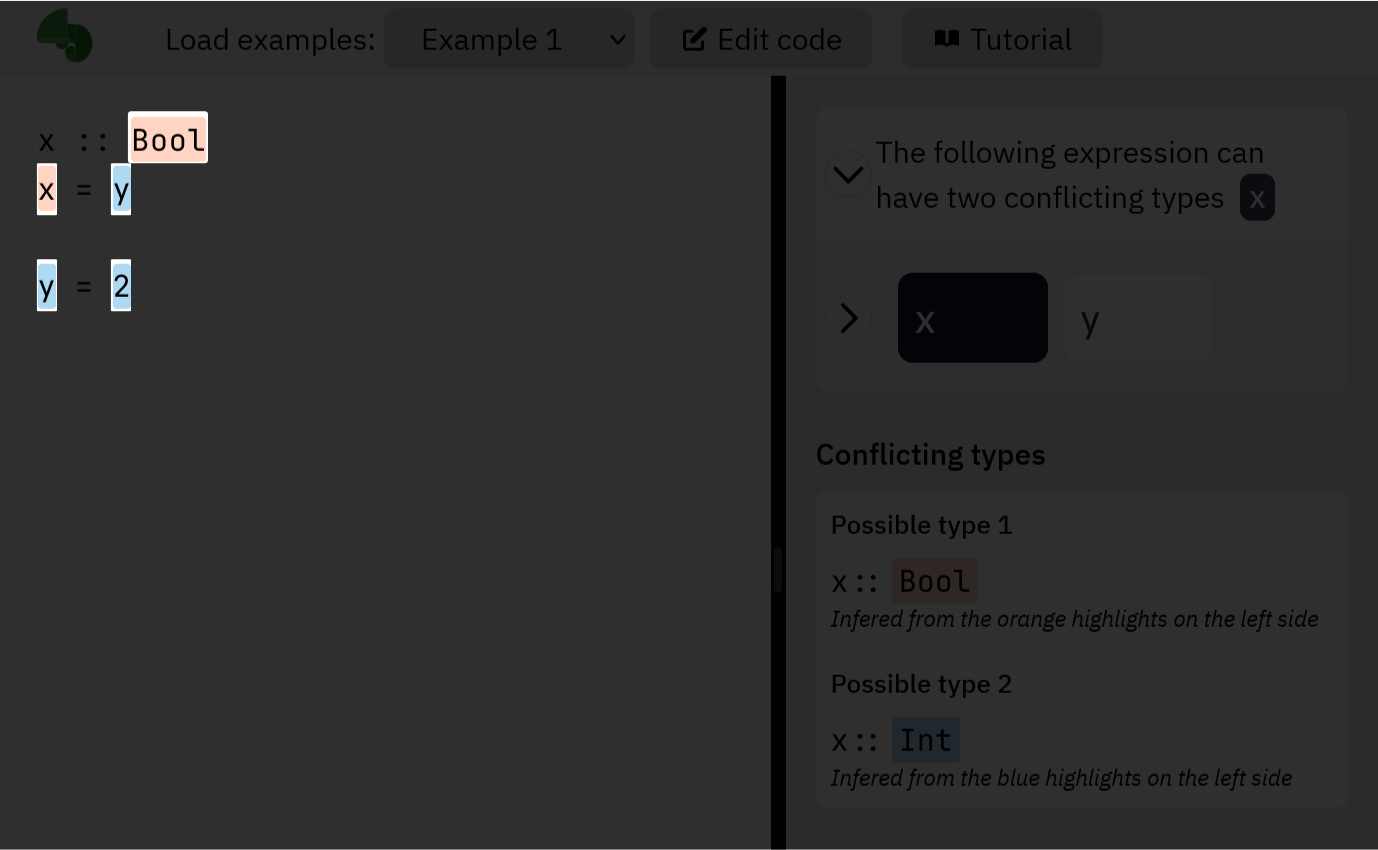 Load examples: Example 1 Edit code Tutorial
x :: Bool
x = y
y = 2
The following expression can
have two conflicting types x
x y
Conflicting types
Possible type 1
x :: Bool
Infered from the orange highlights on the left side
Possible type 2
x :: Int
Infered from the blue highlights on the left side